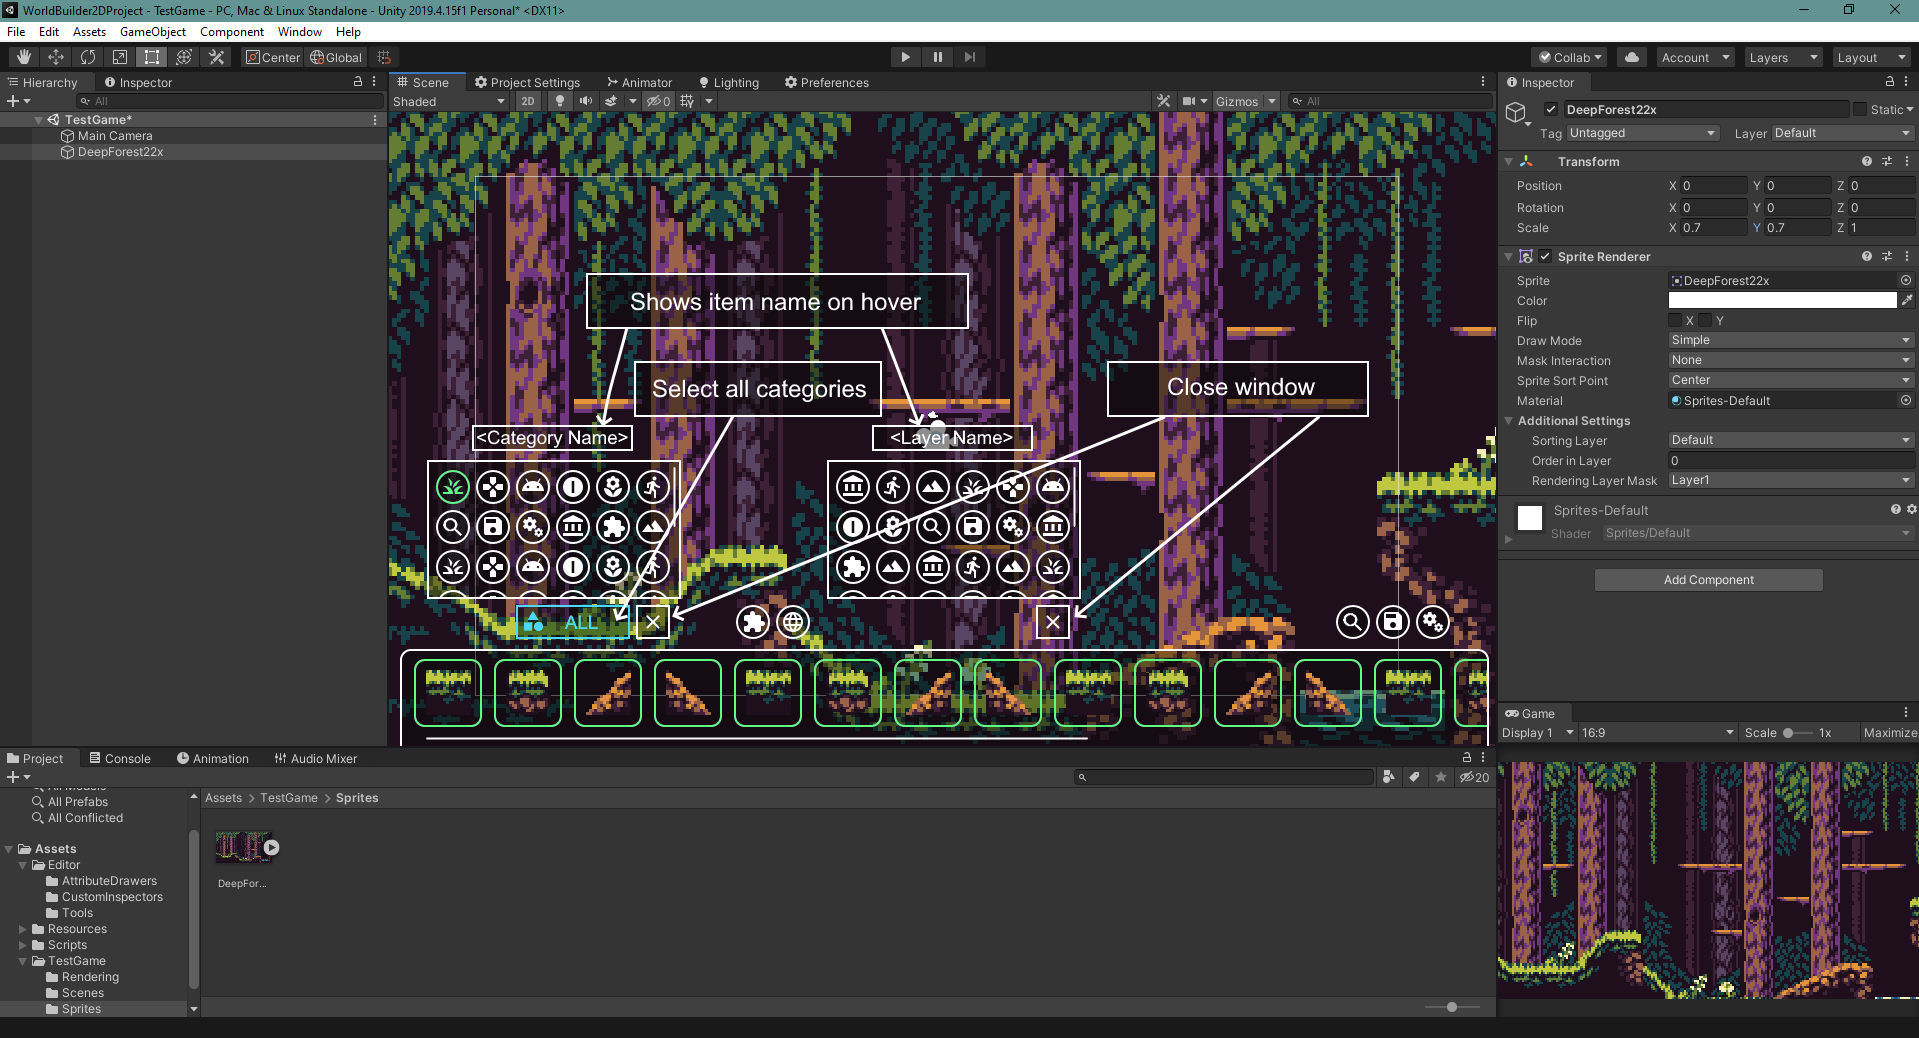 WorldBuilder2DProject - TestGame - PC, Mac & Linux Standalone - Unity 2019.4.15f1 Personal* <DX11>
File Edit Assets GameObject Component Window Help
Center Global
Collab Account Layers Layout
Hierarchy Inspector
All
TestGame*
Main Camera
DeepForest22x
Scene Project Settings Animator Lighting Preferences
Shaded 2D 0 Gizmos All
Shows item name on hover
Select all categories
Close window
<Category Name> <Layer Name>
ALL
Inspector
DeepForest22x Static
Tag Untagged Layer Default
Transform
Position X 0 Y 0 Z 0
Rotation X 0 Y 0 Z 0
Scale X 0.7 Y 0.7 Z 1
Sprite Renderer
Sprite DeepForest22x
Color
Flip X Y
Draw Mode Simple
Mask Interaction None
Sprite Sort Point Center
Material Sprites-Default
Additional Settings
Sorting Layer Default
Order in Layer 0
Rendering Layer Mask Layer1
Sprites-Default
Shader Sprites/Default
Add Component
Game
Display 1 16:9 Scale 1x Maximize
Project Console Animation Audio Mixer
20
All Models
All Prefabs
All Conflicted
Assets
Editor
AttributeDrawers
CustomInspectors
Tools
Resources
Scripts
TestGame
Rendering
Scenes
Sprites
Assets > TestGame > Sprites
DeepFor...